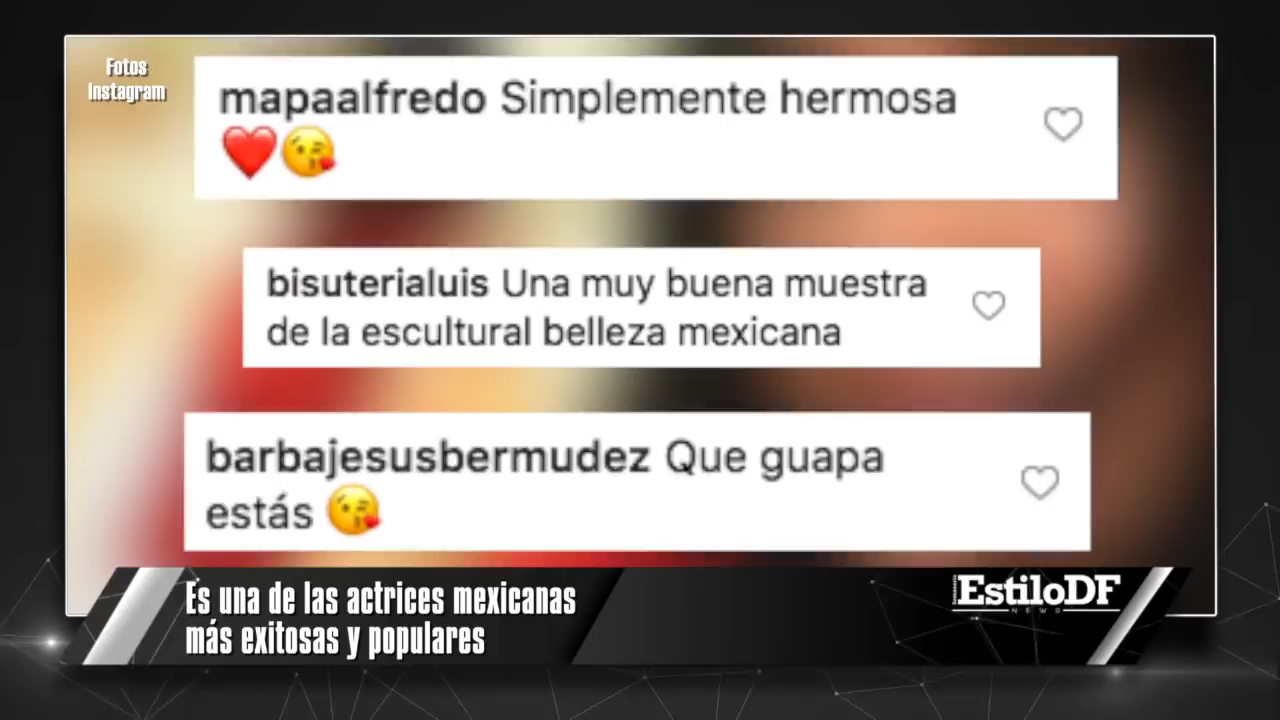 Fotos
Instagram
mapaalfredo Simplemente hermosa
❤️😘
bisuterialuis Una muy buena muestra
de la escultural belleza mexicana
barbajesusbermudez Que guapa
estás 😘
Es una de las actrices mexicanas
más exitosas y populares
EstiloDF
NEWS